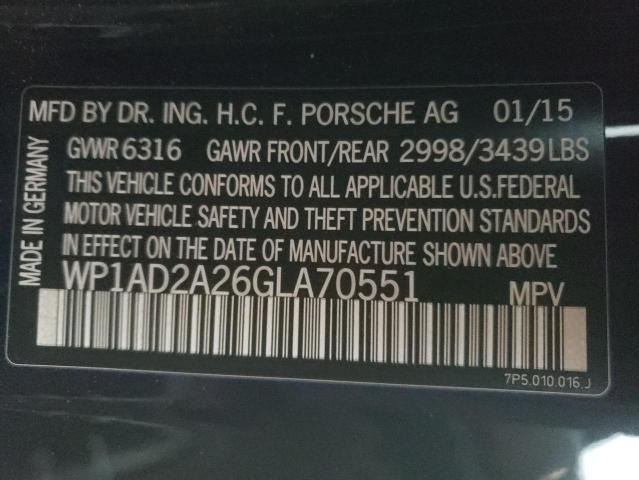 MFD BY DR. ING. H.C. F. PORSCHE AG 01/15
GVWR 6316 GAWR FRONT/REAR 2998/3439LBS
THIS VEHICLE CONFORMS TO ALL APPLICABLE U.S.FEDERAL
MOTOR VEHICLE SAFETY AND THEFT PREVENTION STANDARDS
IN EFFECT ON THE DATE OF MANUFACTURE SHOWN ABOVE
MADE IN GERMANY
WP1AD2A26GLA70551 MPV
7P5.010.016.J